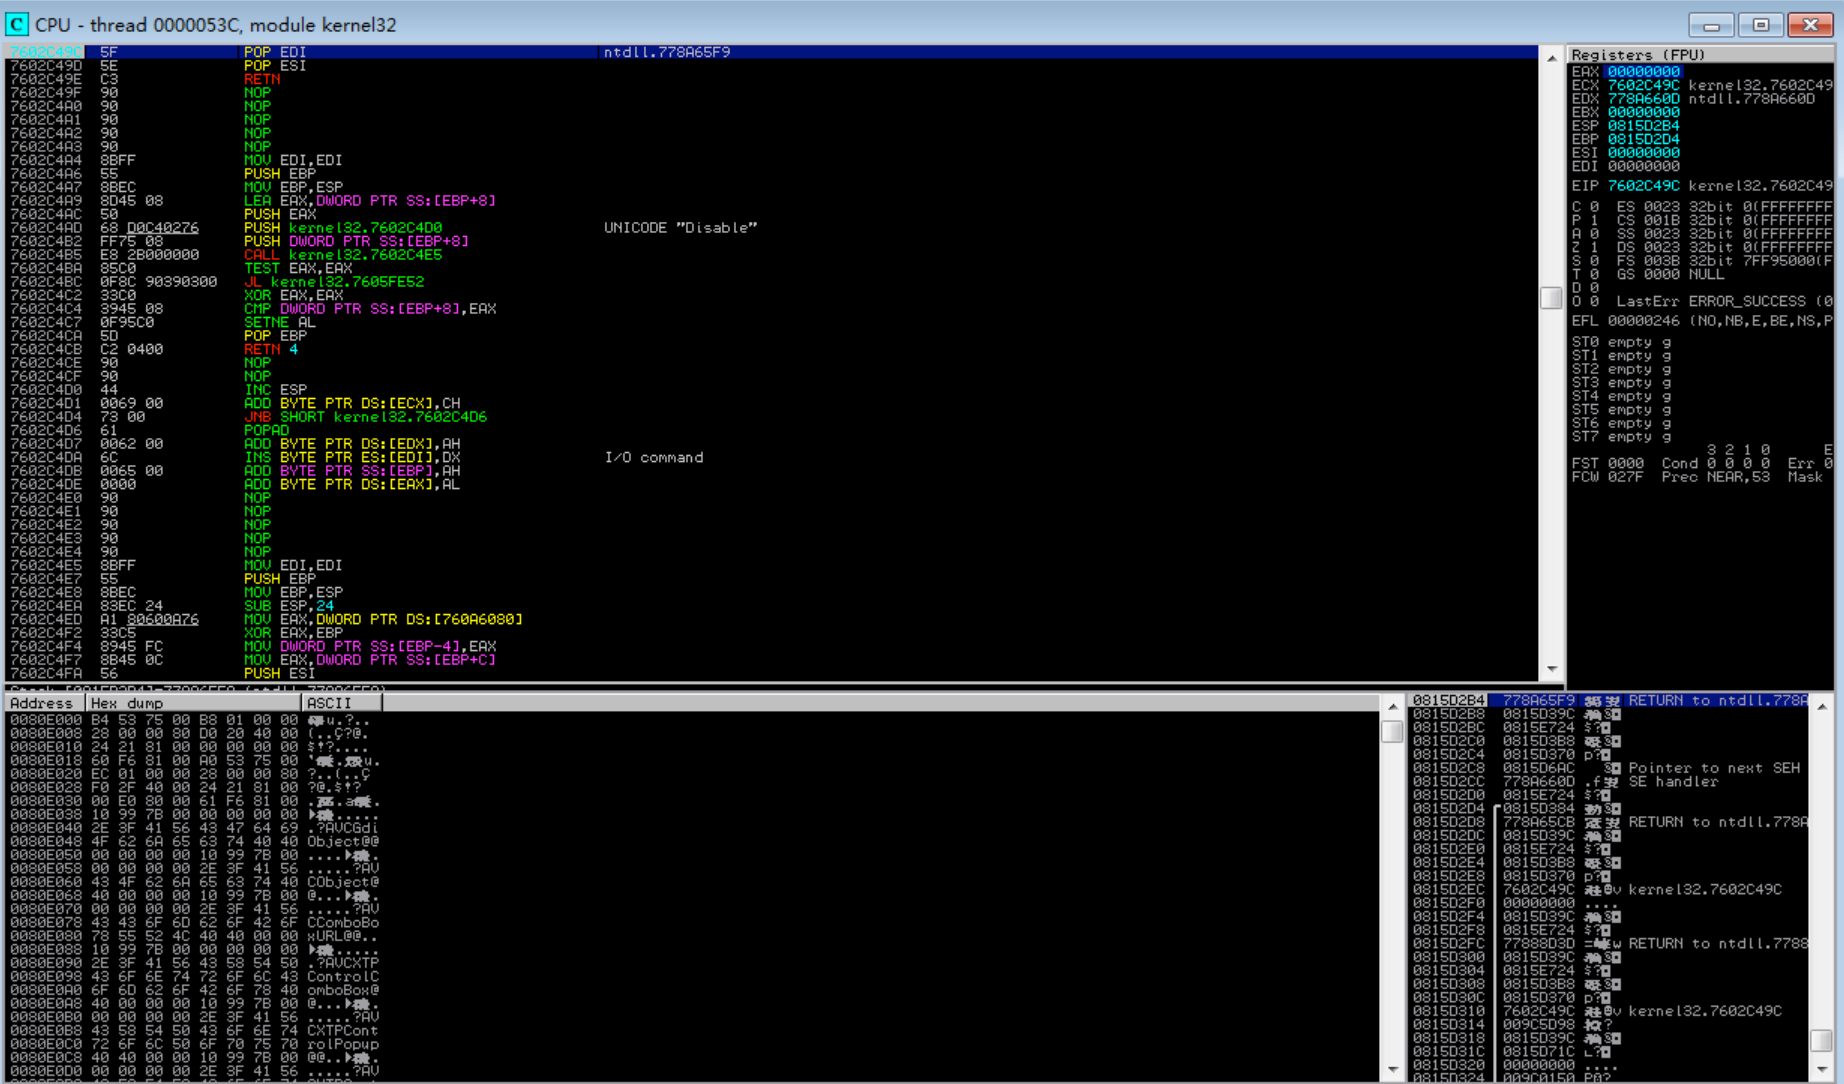 C CPU - thread 0000053C, module kernel32
7602C49C 5F POP EDI ntdll.778A65F9
7602C49D 5E POP ESI
7602C49E C3 RETN
7602C49F 90 NOP
7602C4A0 90 NOP
7602C4A1 90 NOP
7602C4A2 90 NOP
7602C4A3 90 NOP
7602C4A4 8BFF MOV EDI,EDI
7602C4A6 55 PUSH EBP
7602C4A7 8BEC MOV EBP,ESP
7602C4A9 8D45 08 LEA EAX,DWORD PTR SS:[EBP+8]
7602C4AC 50 PUSH EAX
7602C4AD 68 D0C40276 PUSH kernel32.7602C4D0 UNICODE "Disable"
7602C4B2 FF75 08 PUSH DWORD PTR SS:[EBP+8]
7602C4B5 E8 2B000000 CALL kernel32.7602C4E5
7602C4BA 85C0 TEST EAX,EAX
7602C4BC 0F8C 90390300 JL kernel32.7605FE52
7602C4C2 33C0 XOR EAX,EAX
7602C4C4 3945 08 CMP DWORD PTR SS:[EBP+8],EAX
7602C4C7 0F95C0 SETNE AL
7602C4CA 5D POP EBP
7602C4CB C2 0400 RETN 4
7602C4CE 90 NOP
7602C4CF 90 NOP
7602C4D0 44 INC ESP
7602C4D1 0069 00 ADD BYTE PTR DS:[ECX],CH
7602C4D4 73 00 JNB SHORT kernel32.7602C4D6
7602C4D6 61 POPAD
7602C4D7 0062 00 ADD BYTE PTR DS:[EDX],AH
7602C4DA 6C INS BYTE PTR ES:[EDI],DX I/O command
7602C4DB 0065 00 ADD BYTE PTR SS:[EBP],AH
7602C4DE 0000 ADD BYTE PTR DS:[EAX],AL
7602C4E0 90 NOP
7602C4E1 90 NOP
7602C4E2 90 NOP
7602C4E3 90 NOP
7602C4E4 90 NOP
7602C4E5 8BFF MOV EDI,EDI
7602C4E7 55 PUSH EBP
7602C4E8 8BEC MOV EBP,ESP
7602C4EA 83EC 24 SUB ESP,24
7602C4ED A1 80600A76 MOV EAX,DWORD PTR DS:[760A6080]
7602C4F2 33C5 XOR EAX,EBP
7602C4F4 8945 FC MOV DWORD PTR SS:[EBP-4],EAX
7602C4F7 8B45 0C MOV EAX,DWORD PTR SS:[EBP+C]
7602C4FA 56 PUSH ESI
Registers (FPU)
EAX 00000000
ECX 7602C49C kernel32.7602C49
EDX 778A660D ntdll.778A660D
EBX 00000000
ESP 0815D2B4
EBP 0815D2D4
ESI 00000000
EDI 00000000
EIP 7602C49C kernel32.7602C49
C 0 ES 0023 32bit 0(FFFFFFFF
P 1 CS 001B 32bit 0(FFFFFFFF
A 0 SS 0023 32bit 0(FFFFFFFF
Z 1 DS 0023 32bit 0(FFFFFFFF
S 0 FS 003B 32bit 7FF95000(F
T 0 GS 0000 NULL
D 0
O 0 LastErr ERROR_SUCCESS (0
EFL 00000246 (NO,NB,E,BE,NS,P
ST0 empty g
ST1 empty g
ST2 empty g
ST3 empty g
ST4 empty g
ST5 empty g
ST6 empty g
ST7 empty g
3 2 1 0 E
FST 0000 Cond 0 0 0 0 Err 0
FCW 027F Prec NEAR,53 Mask
Address Hex dump ASCII
0080E000 B4 53 75 00 B8 01 00 00
0080E008 28 00 00 80 D0 20 40 00 (..Ç?@.
0080E010 24 21 81 00 00 00 00 00 $!?....
0080E018 60 F6 81 00 A0 53 75 00
0080E020 EC 01 00 00 28 00 00 80 ?..(..Ç
0080E028 F0 2F 40 00 24 21 81 00 ?@.$!?
0080E030 00 E0 80 00 61 F6 81 00
0080E038 10 99 7B 00 00 00 00 00
0080E040 2E 3F 41 56 43 47 64 69 .?AVCGdi
0080E048 4F 62 6A 65 63 74 40 40 Object@@
0080E050 00 00 00 00 10 99 7B 00
0080E058 00 00 00 00 2E 3F 41 56 .....?AV
0080E060 43 4F 62 6A 65 63 74 40 CObject@
0080E068 40 00 00 00 10 99 7B 00
0080E070 00 00 00 00 2E 3F 41 56 .....?AV
0080E078 43 43 6F 6D 62 6F 42 6F CComboBo
0080E080 78 55 52 4C 40 40 00 00 xURL@@..
0080E088 10 99 7B 00 00 00 00 00
0080E090 2E 3F 41 56 43 58 54 50 .?AVCXTP
0080E098 43 6F 6E 74 72 6F 6C 43 ControlC
0080E0A0 6F 6D 62 6F 42 6F 78 40 omboBox@
0080E0A8 40 00 00 00 10 99 7B 00
0080E0B0 00 00 00 00 2E 3F 41 56 .....?AV
0080E0B8 43 58 54 50 43 6F 6E 74 CXTPCont
0080E0C0 72 6F 6C 50 6F 70 75 70 rolPopup
0080E0C8 40 40 00 00 10 99 7B 00
0080E0D0 00 00 00 00 2E 3F 41 56 .....?AV
0815D2B4 778A65F9 RETURN to ntdll.778A
0815D2B8 0815D39C
0815D2BC 0815E724
0815D2C0 0815D3B8
0815D2C4 0815D370
0815D2C8 0815D6AC Pointer to next SEH
0815D2CC 778A660D SE handler
0815D2D0 0815E724
0815D2D4 0815D384
0815D2D8 778A65CB RETURN to ntdll.778A
0815D2DC 0815D39C
0815D2E0 0815E724
0815D2E4 0815D3B8
0815D2E8 0815D370
0815D2EC 7602C49C kernel32.7602C49C
0815D2F0 00000000 ....
0815D2F4 0815D39C
0815D2F8 0815E724
0815D2FC 77888D3D RETURN to ntdll.7788
0815D300 0815D39C
0815D304 0815E724
0815D308 0815D3B8
0815D30C 0815D370
0815D310 7602C49C kernel32.7602C49C
0815D314 009C5D98
0815D318 0815D39C
0815D31C 0815D71C
0815D320 00000000 ....
0815D324 009C0150